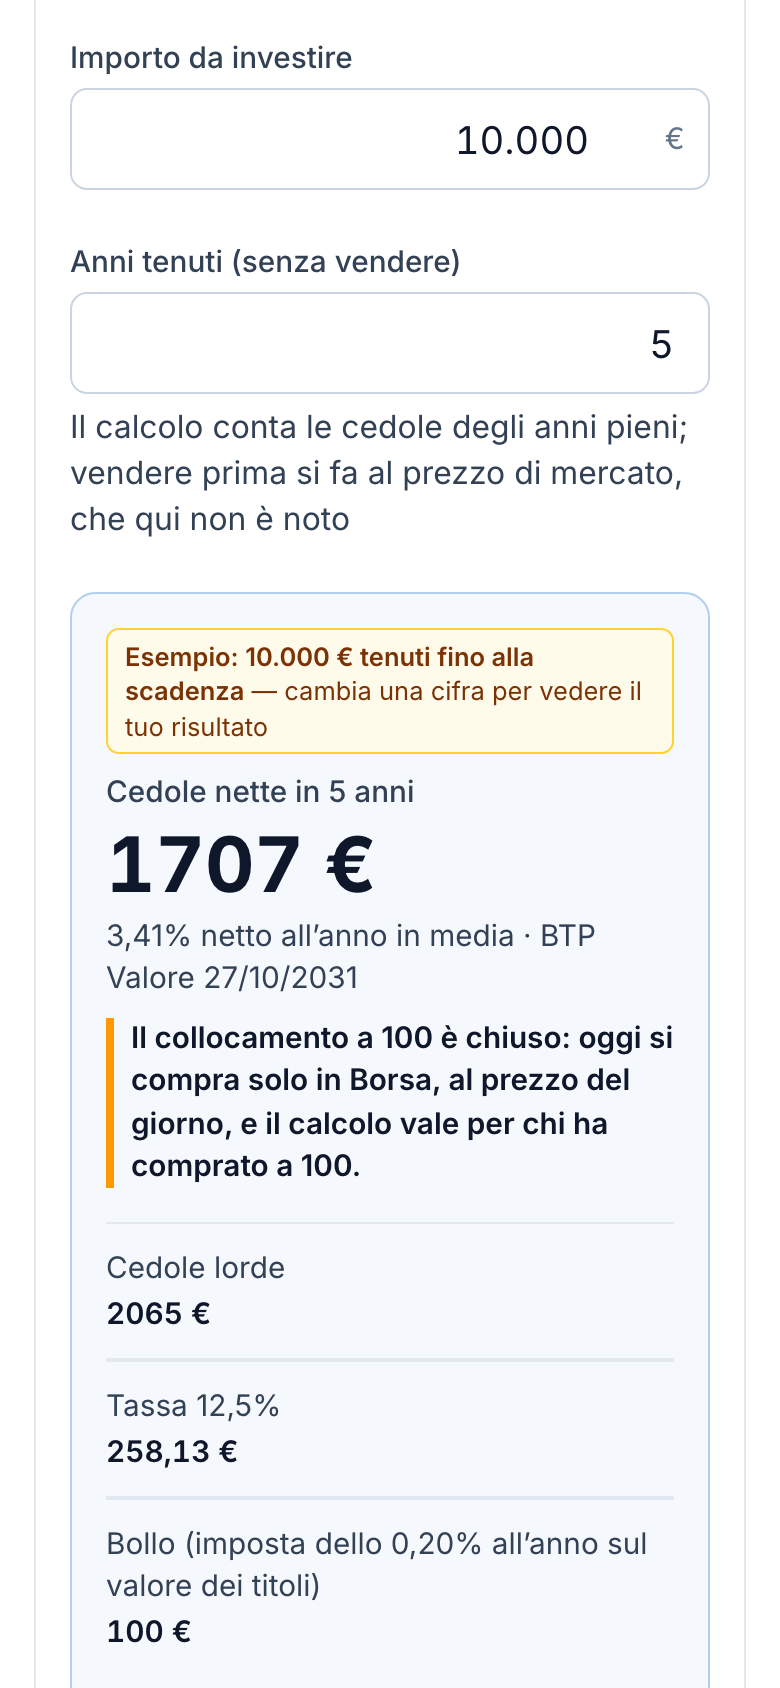 Importo da investire
10.000 €
Anni tenuti (senza vendere)
5
Il calcolo conta le cedole degli anni pieni;
vendere prima si fa al prezzo di mercato,
che qui non è noto
Esempio: 10.000 € tenuti fino alla
scadenza — cambia una cifra per vedere il
tuo risultato
Cedole nette in 5 anni
1707 €
3,41% netto all’anno in media · BTP
Valore 27/10/2031
Il collocamento a 100 è chiuso: oggi si
compra solo in Borsa, al prezzo del
giorno, e il calcolo vale per chi ha
comprato a 100.
Cedole lorde
2065 €
Tassa 12,5%
258,13 €
Bollo (imposta dello 0,20% all’anno sul
valore dei titoli)
100 €